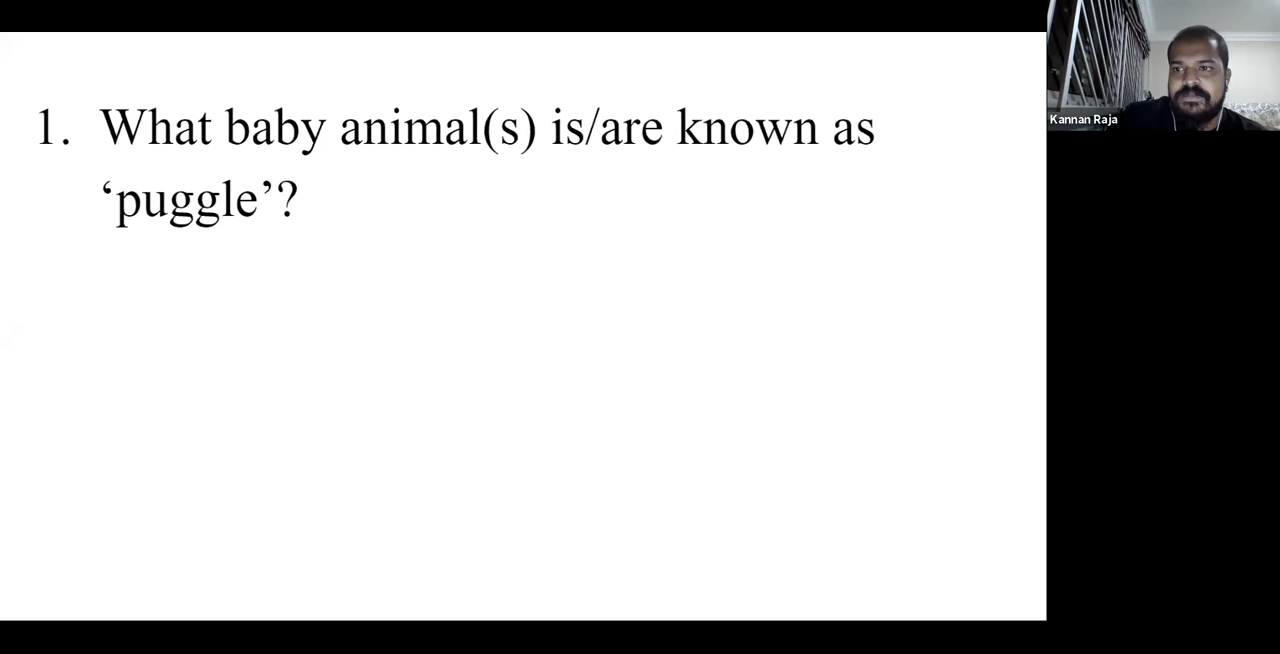 1. What baby animal(s) is/are known as
‘puggle’?
Kannan Raja